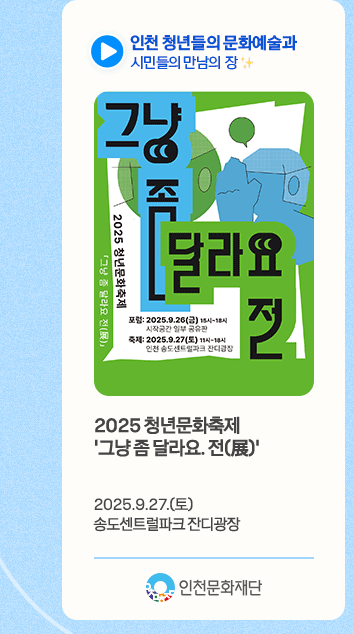 인천 청년들의 문화예술과
시민들의 만남의 장
그냥
좀
달라요
전
2025 청년문화축제
'그냥 좀 달라요 전(展)'
포럼: 2025.9.26(금) 15시~18시
시작공간 일부 공유판
축제: 2025.9.27(토) 11시~18시
인천 송도센트럴파크 잔디광장
2025 청년문화축제
'그냥 좀 달라요. 전(展)'
2025.9.27.(토)
송도센트럴파크 잔디광장
인천문화재단